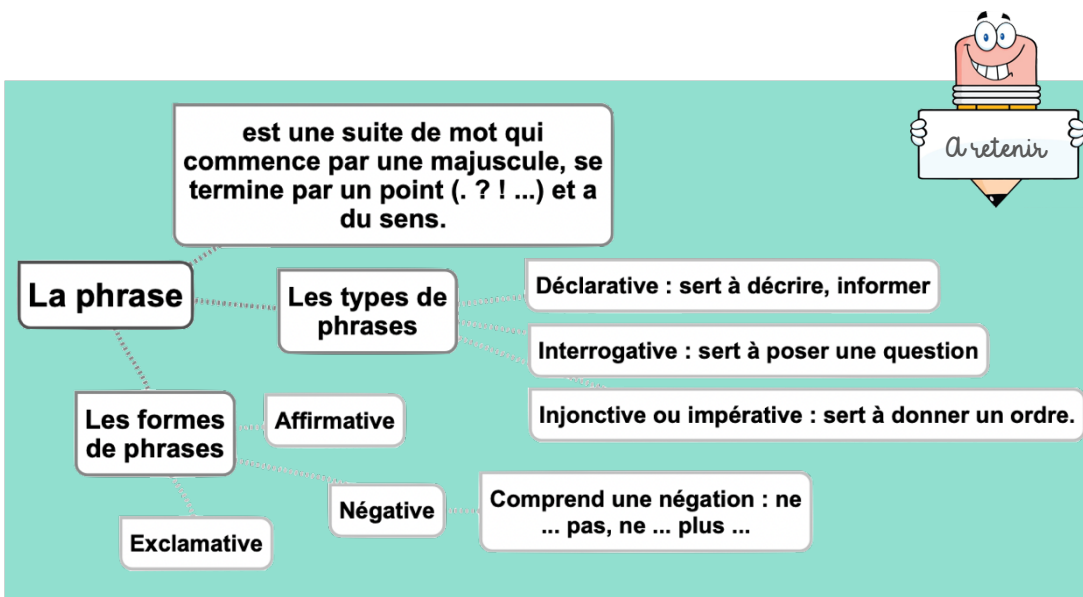 A retenir
est une suite de mot qui
commence par une majuscule, se
termine par un point (. ? ! ...) et a
du sens.
La phrase
Les types de
phrases
Déclarative : sert à décrire, informer
Interrogative : sert à poser une question
Injonctive ou impérative : sert à donner un ordre.
Les formes
de phrases
Affirmative
Négative
Comprend une négation : ne
... pas, ne ... plus ...
Exclamative